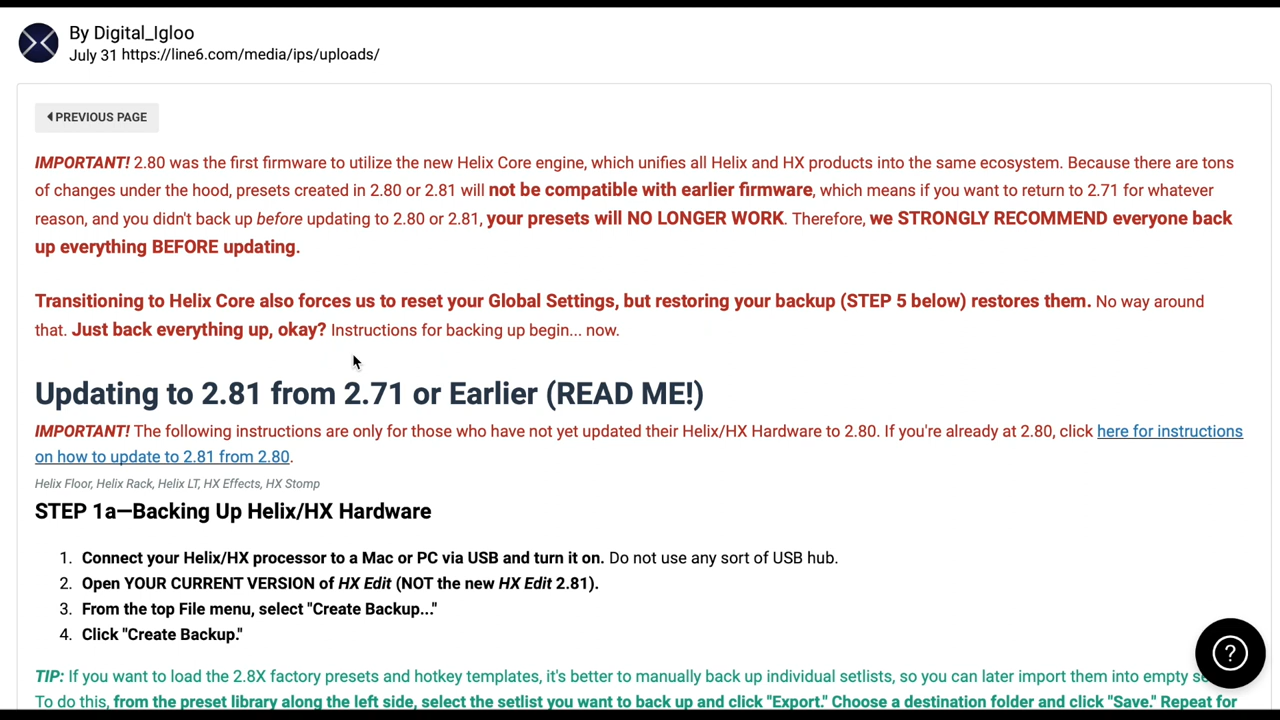 By Digital_Igloo
July 31 https://line6.com/media/ips/uploads/
PREVIOUS PAGE
IMPORTANT! 2.80 was the first firmware to utilize the new Helix Core engine, which unifies all Helix and HX products into the same ecosystem. Because there are tons
of changes under the hood, presets created in 2.80 or 2.81 will not be compatible with earlier firmware, which means if you want to return to 2.71 for whatever
reason, and you didn't back up before updating to 2.80 or 2.81, your presets will NO LONGER WORK. Therefore, we STRONGLY RECOMMEND everyone back
up everything BEFORE updating.
Transitioning to Helix Core also forces us to reset your Global Settings, but restoring your backup (STEP 5 below) restores them. No way around
that. Just back everything up, okay? Instructions for backing up begin... now.
Updating to 2.81 from 2.71 or Earlier (READ ME!)
IMPORTANT! The following instructions are only for those who have not yet updated their Helix/HX Hardware to 2.80. If you're already at 2.80, click here for instructions
on how to update to 2.81 from 2.80.
Helix Floor, Helix Rack, Helix LT, HX Effects, HX Stomp
STEP 1a—Backing Up Helix/HX Hardware
1. Connect your Helix/HX processor to a Mac or PC via USB and turn it on. Do not use any sort of USB hub.
2. Open YOUR CURRENT VERSION of HX Edit (NOT the new HX Edit 2.81).
3. From the top File menu, select "Create Backup..."
4. Click "Create Backup."
TIP: If you want to load the 2.8X factory presets and hotkey templates, it's better to manually back up individual setlists, so you can later import them into empty
To do this, from the preset library along the left side, select the setlist you want to back up and click "Export." Choose a destination folder and click "Save." Repeat for
?